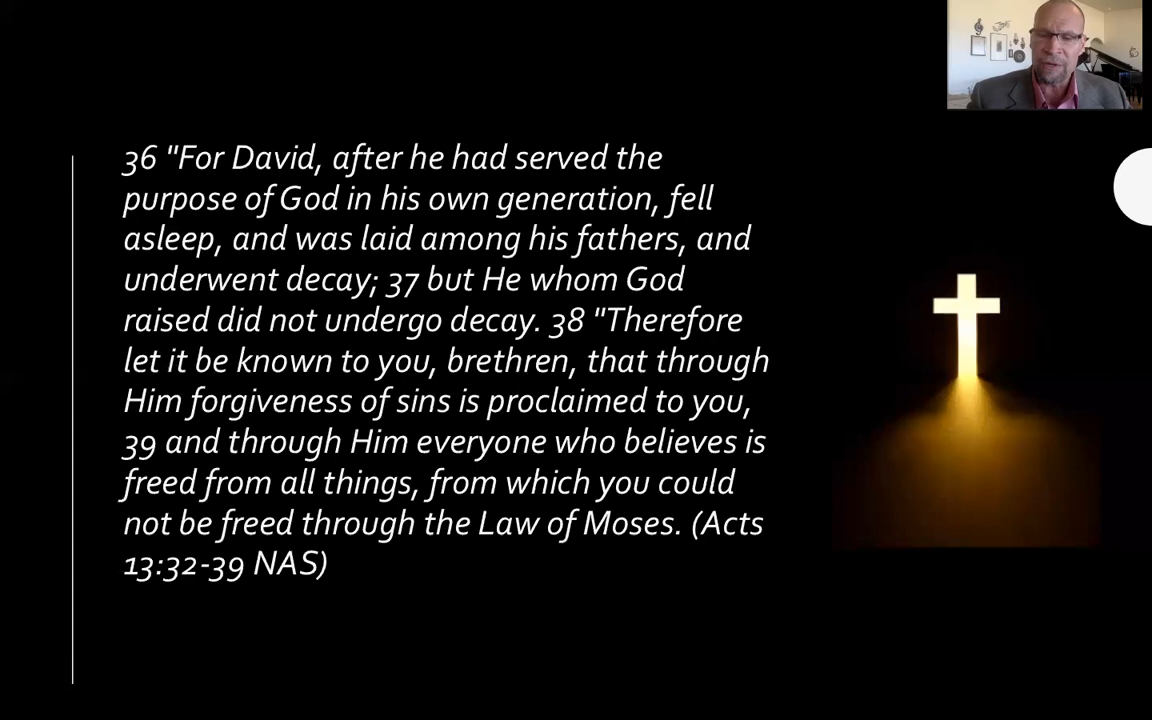 36 "For David, after he had served the
purpose of God in his own generation, fell
asleep, and was laid among his fathers, and
underwent decay; 37 but He whom God
raised did not undergo decay. 38 "Therefore
let it be known to you, brethren, that through
Him forgiveness of sins is proclaimed to you,
39 and through Him everyone who believes is
freed from all things, from which you could
not be freed through the Law of Moses. (Acts
13:32-39 NAS)